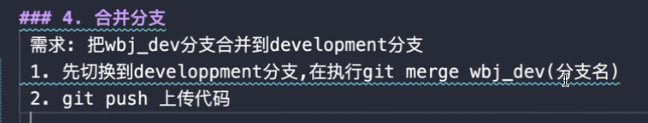 ### 4. 合并分支
需求: 把wbj_dev分支合并到development分支
1. 先切换到developpment分支,在执行git merge wbj_dev(分支名)
2. git push 上传代码